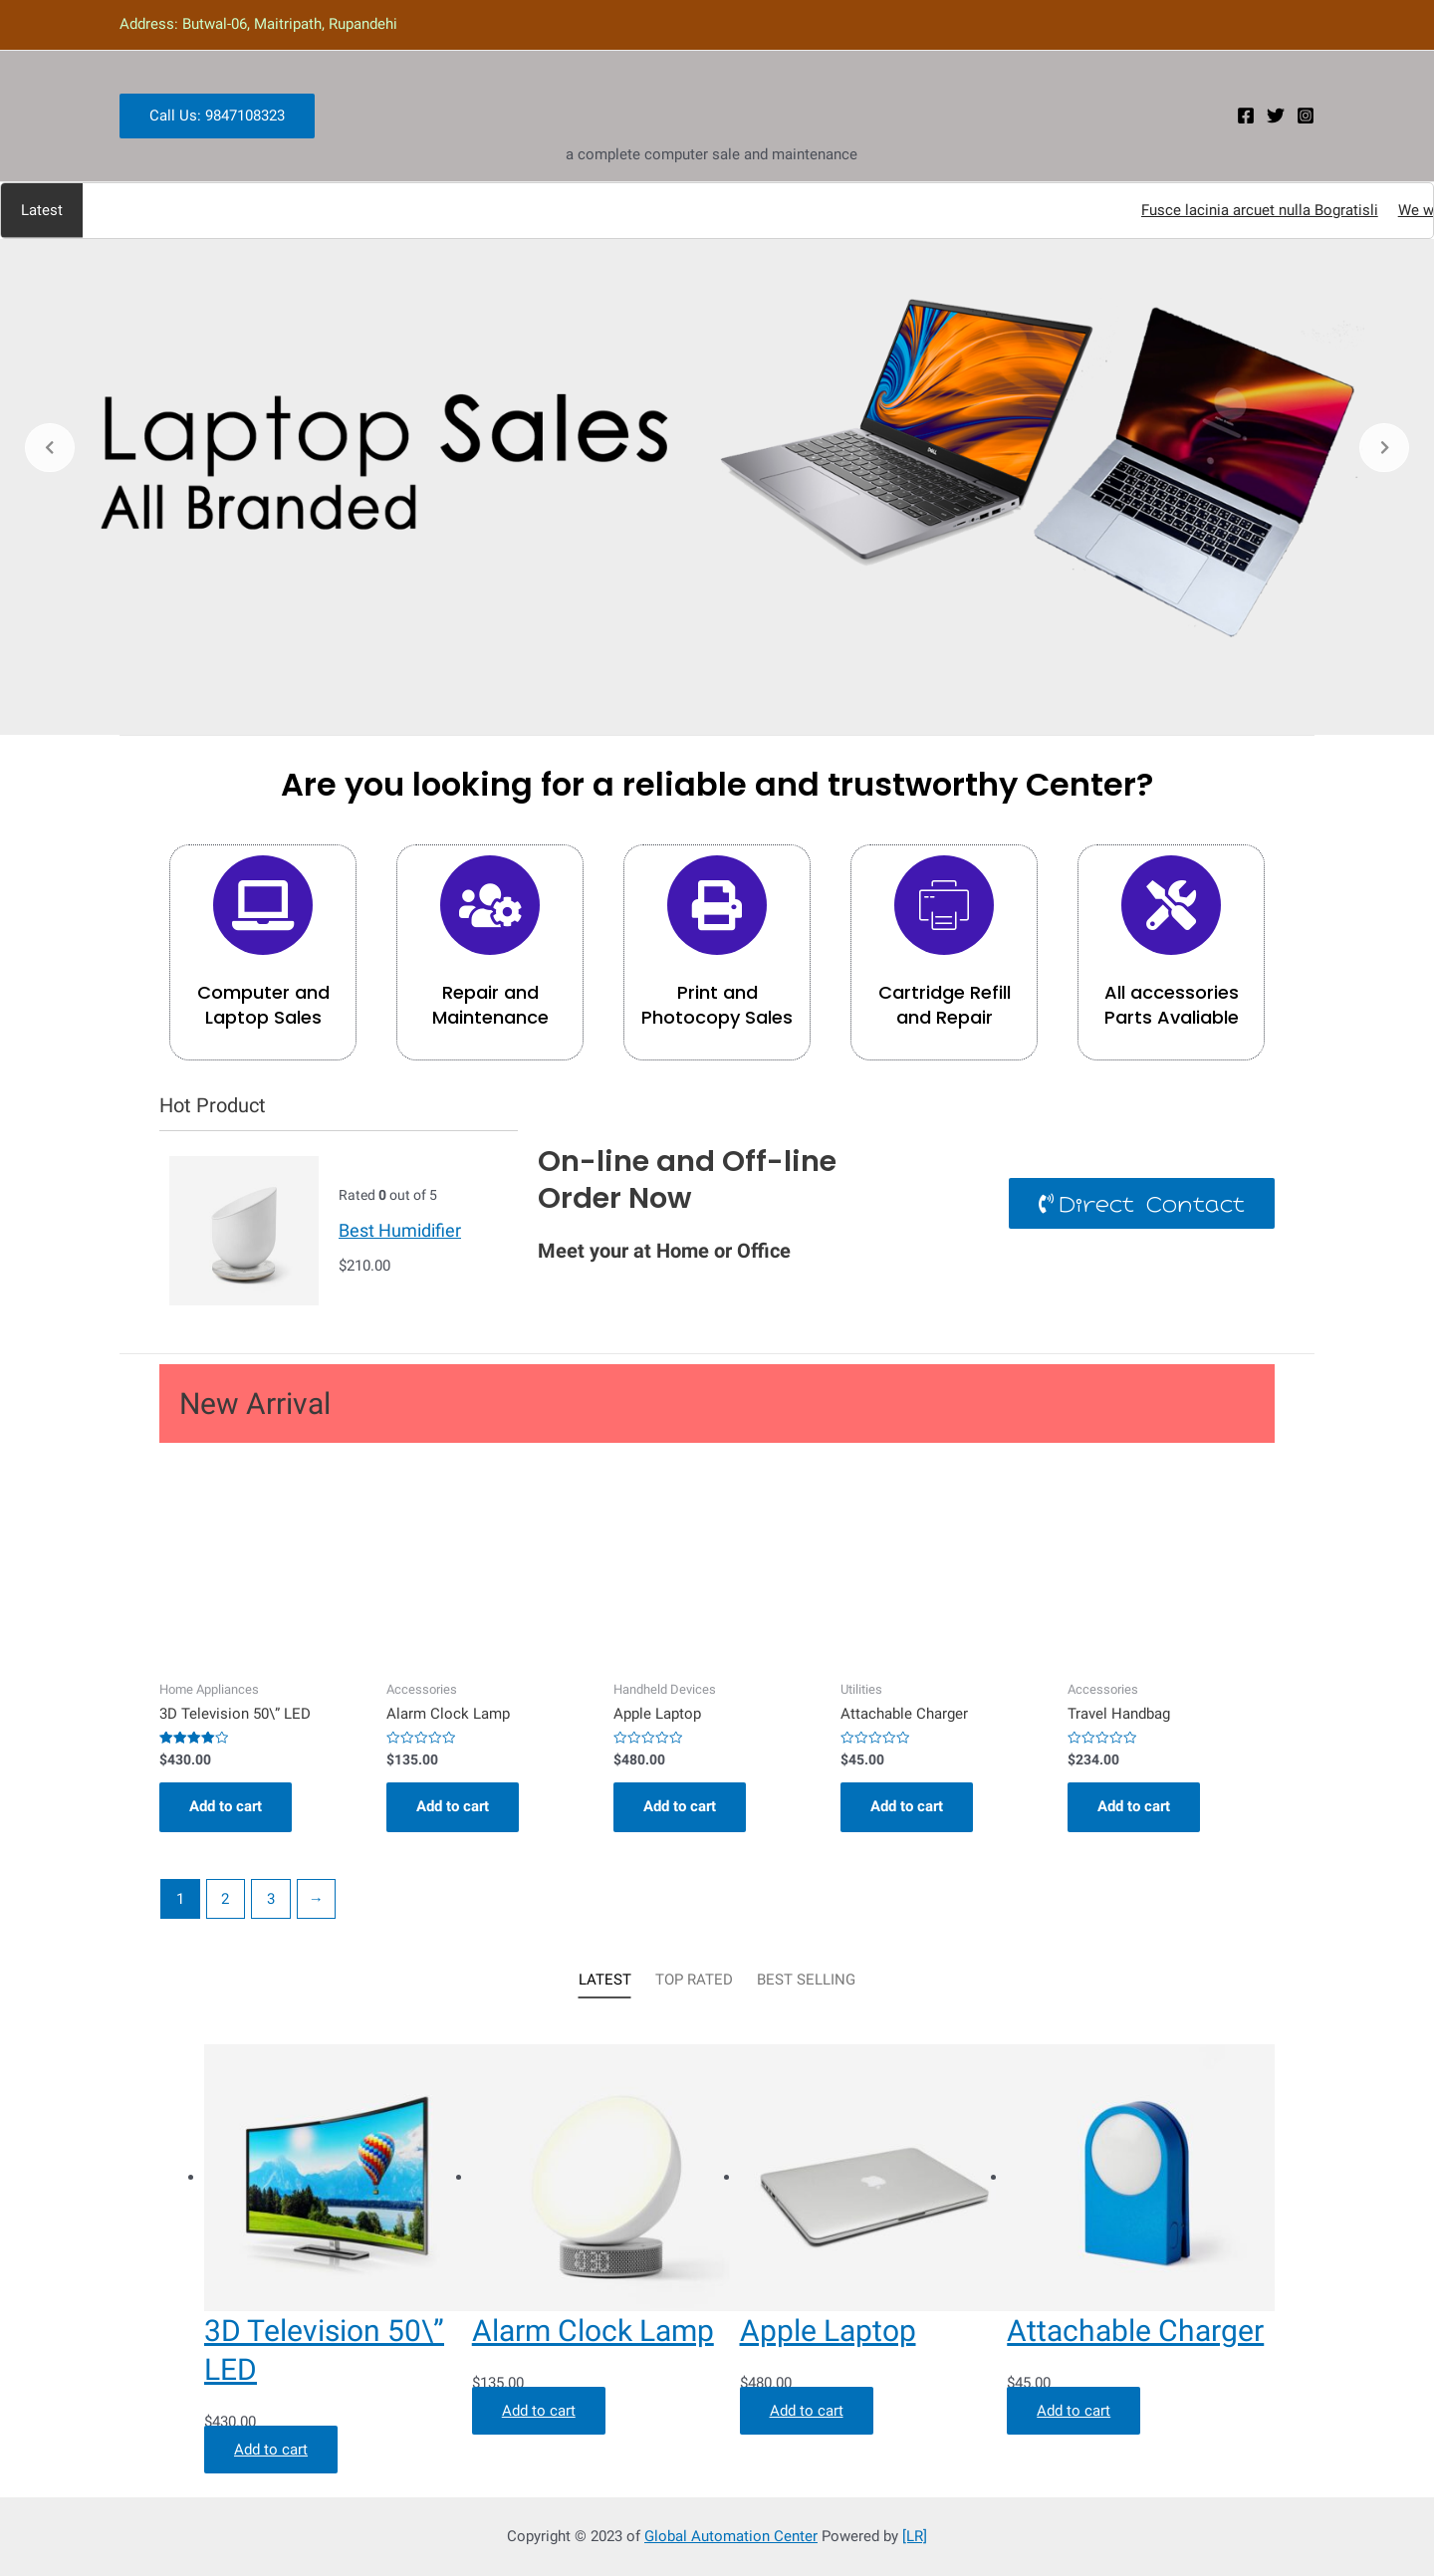 Address: Butwal-06, Maitripath, Rupandehi
Call Us: 9847108323
a complete computer sale and maintenance
Latest
Fusce lacinia arcuet nulla Bogratisli
We w
Laptop Sales
All Branded
Are you looking for a reliable and trustworthy Center?
Computer and
Laptop Sales
Repair and
Maintenance
Print and
Photocopy Sales
Cartridge Refill
and Repair
All accessories
Parts Avaliable
Hot Product
Rated 0 out of 5
Best Humidifier
$210.00
On-line and Off-line
Order Now
Meet your at Home or Office
Direct Contact
New Arrival
Home Appliances
3D Television 50\” LED
$430.00
Add to cart
Accessories
Alarm Clock Lamp
$135.00
Add to cart
Handheld Devices
Apple Laptop
$480.00
Add to cart
Utilities
Attachable Charger
$45.00
Add to cart
Accessories
Travel Handbag
$234.00
Add to cart
1 2 3 →
LATEST TOP RATED BEST SELLING
3D Television 50\”
LED
$430.00
Add to cart
Alarm Clock Lamp
$135.00
Add to cart
Apple Laptop
$480.00
Add to cart
Attachable Charger
$45.00
Add to cart
Copyright © 2023 of Global Automation Center Powered by [LR]